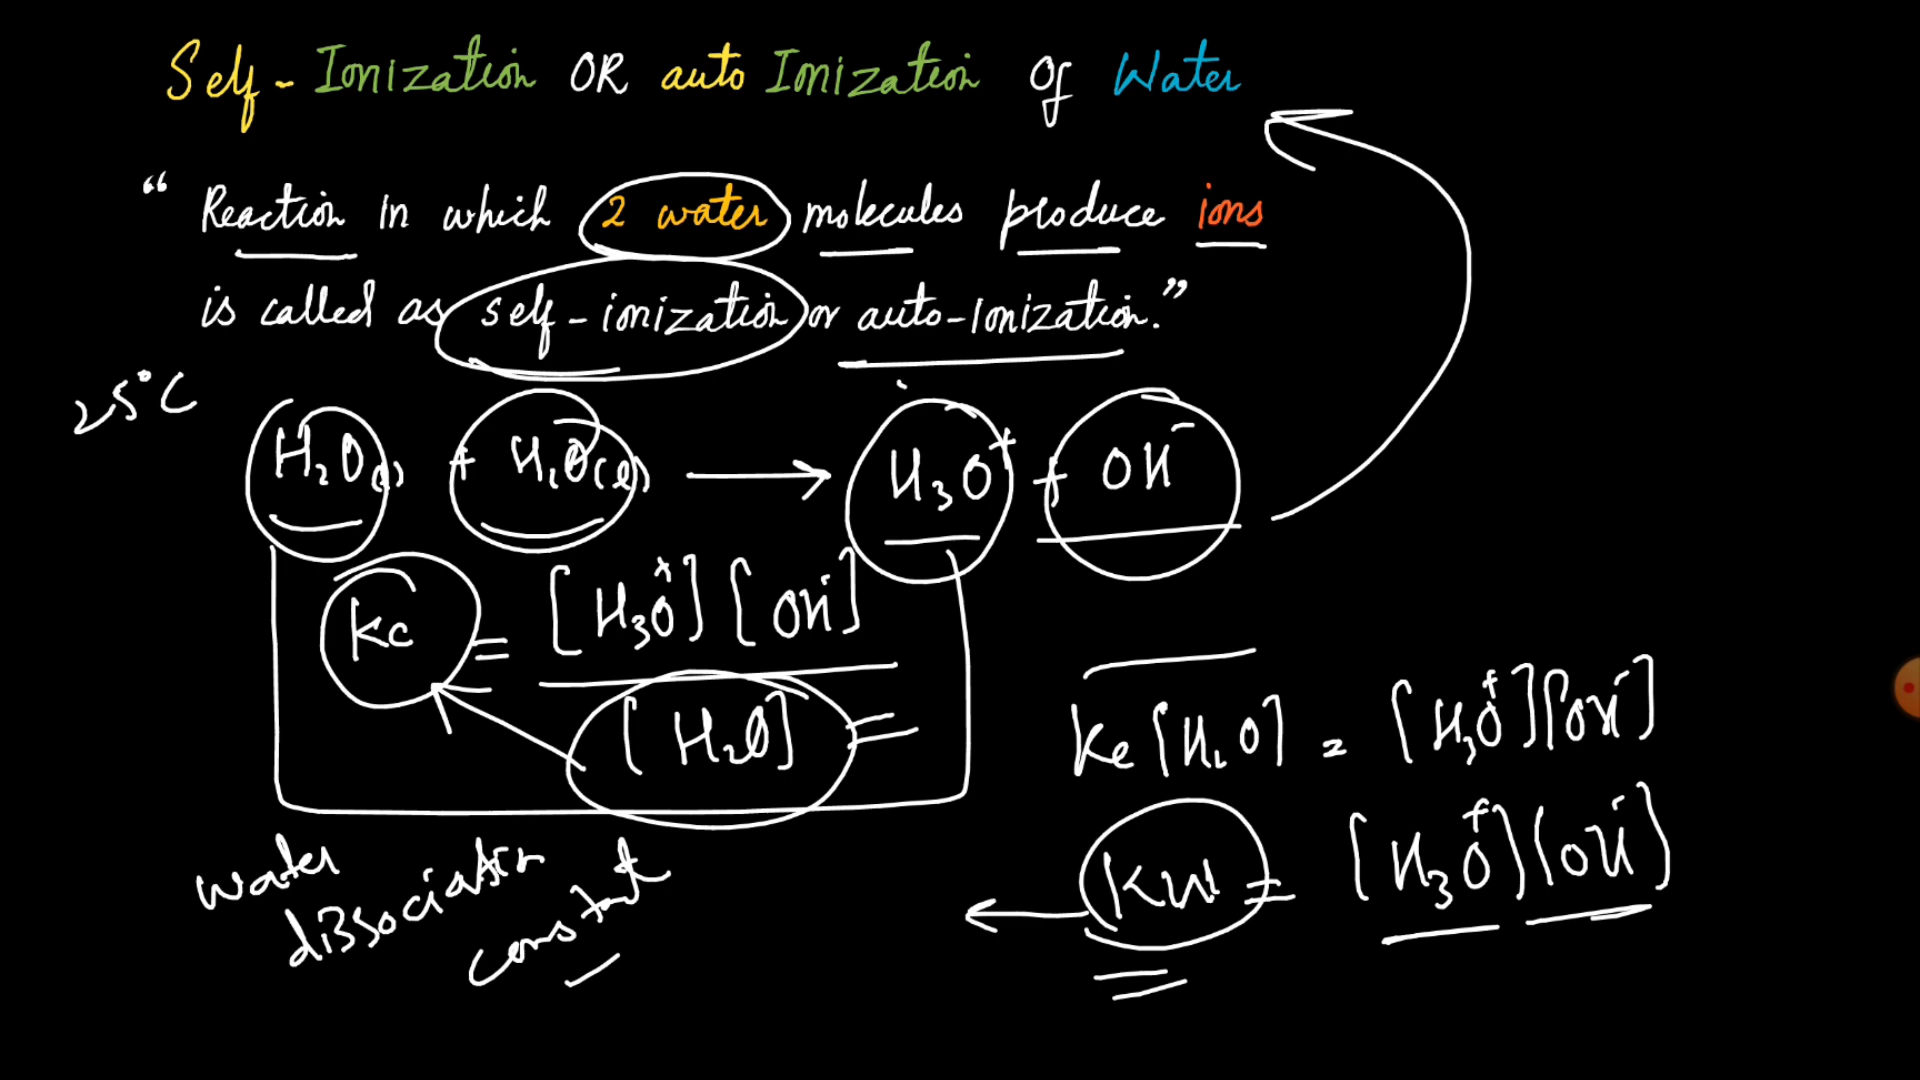 Self - Ionization OR auto Ionization Of Water
“ Reaction in which 2 water molecules produce ions
is called as self - ionization or auto - Ionization.”
25°C
H₂O(l) + H₂O(l) → H₃O⁺ + OH⁻
Kc = [H₃O⁺] [OH⁻]
[H₂O] =
Kc [H₂O] = [H₃O⁺] [OH⁻]
Kw = [H₃O⁺] [OH⁻]
water
dissociation
constant